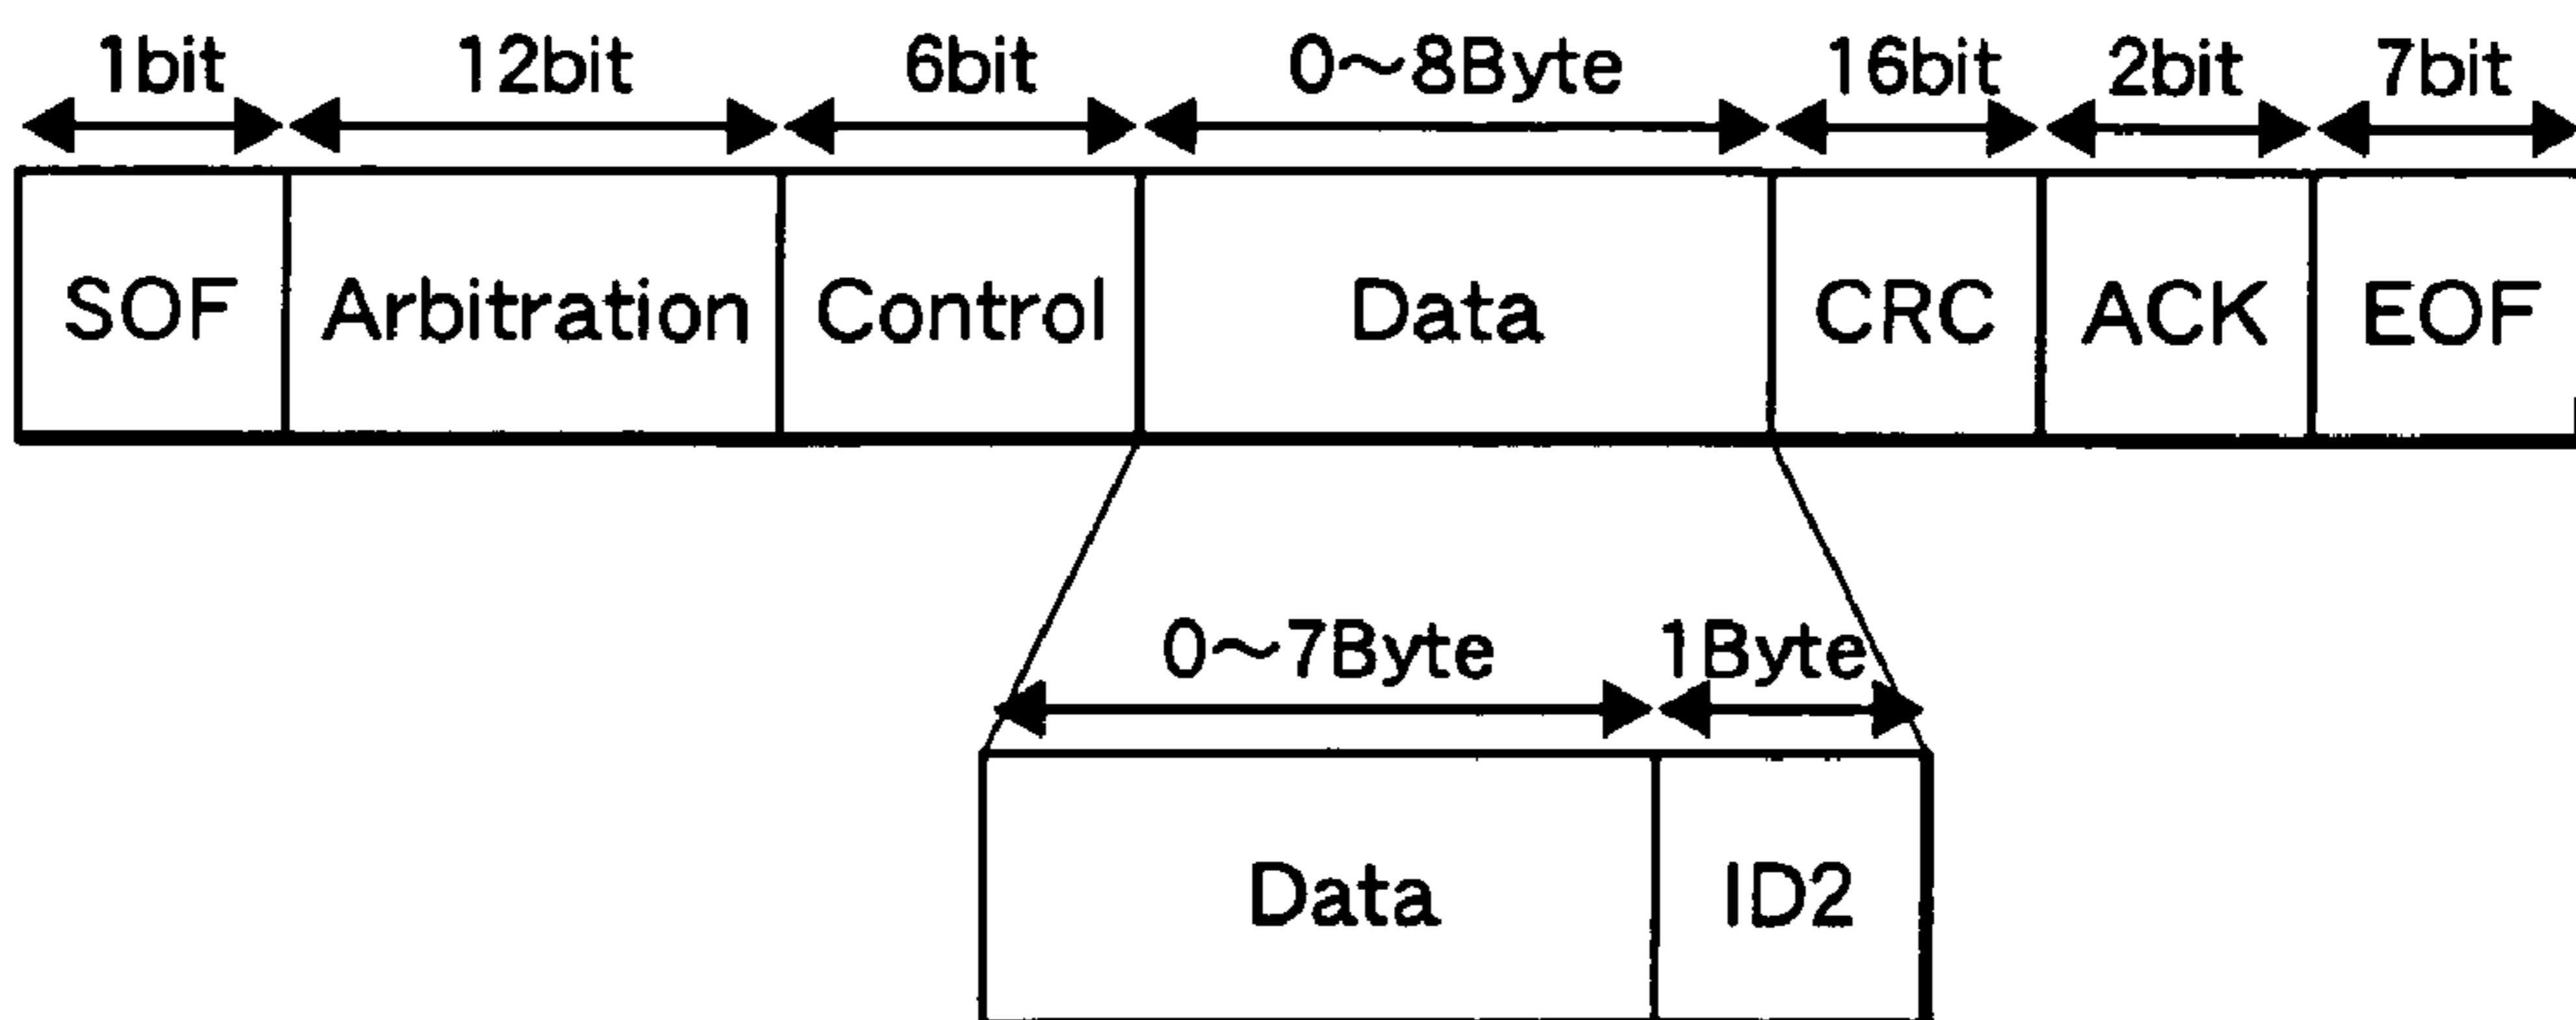 1bit 12bit 6bit 0～8Byte 16bit 2bit 7bit
SOF Arbitration Control Data CRC ACK EOF
0～7Byte 1Byte
Data ID2